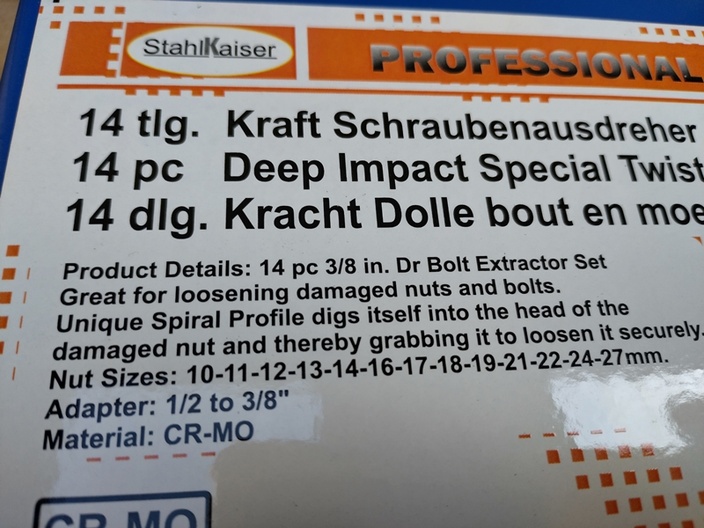 StahlKaiser
PROFESSIONAL
14 tlg. Kraft Schraubenausdreher
14 pc Deep Impact Special Twist
14 dlg. Kracht Dolle bout en moe
Product Details: 14 pc 3/8 in. Dr Bolt Extractor Set
Great for loosening damaged nuts and bolts.
Unique Spiral Profile digs itself into the head of the
damaged nut and thereby grabbing it to loosen it securely.
Nut Sizes: 10-11-12-13-14-16-17-18-19-21-22-24-27mm.
Adapter: 1/2 to 3/8"
Material: CR-MO
CR-MO